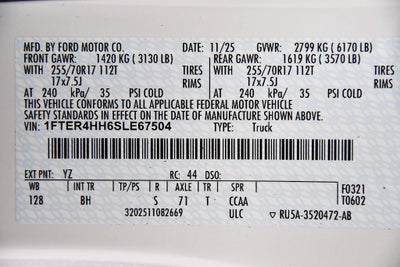 MFD. BY FORD MOTOR CO. DATE: 11/25 GVWR: 2799 KG ( 6170 LB)
FRONT GAWR: 1420 KG ( 3130 LB) REAR GAWR: 1619 KG ( 3570 LB)
WITH 255/70R17 112T TIRES WITH 255/70R17 112T TIRES
17x7.5J RIMS 17x7.5J RIMS
AT 240 kPa/ 35 PSI COLD AT 240 kPa/ 35 PSI COLD
THIS VEHICLE CONFORMS TO ALL APPLICABLE FEDERAL MOTOR VEHICLE
SAFETY STANDARDS IN EFFECT ON THE DATE OF MANUFACTURE SHOWN ABOVE.
VIN: 1FTER4HH6SLE67504 TYPE: Truck
EXT PNT: YZ RC: 44 DSO:
WB INT TR TP/PS R AXLE TR SPR F0321
128 BH S 71 T CCAA T0602
3202511082669 ULC RU5A-3520472-AB